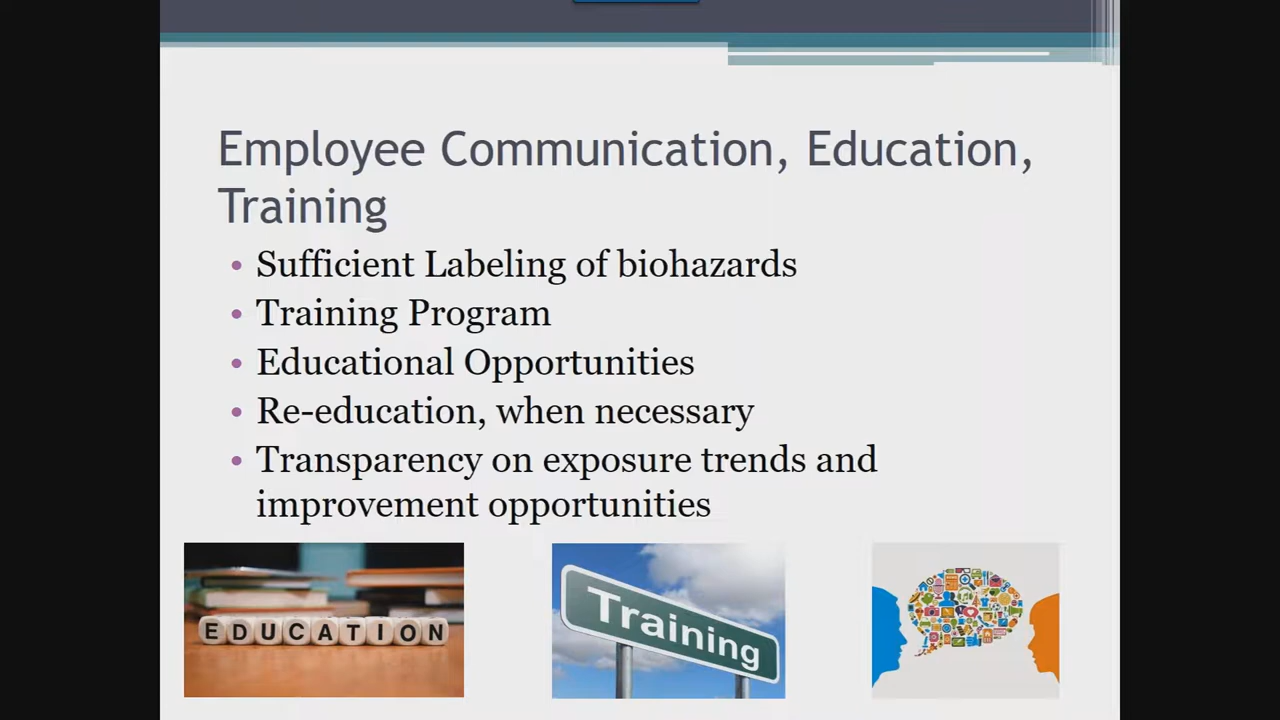 Employee Communication, Education,
Training
• Sufficient Labeling of biohazards
• Training Program
• Educational Opportunities
• Re-education, when necessary
• Transparency on exposure trends and
improvement opportunities
EDUCATION
Training